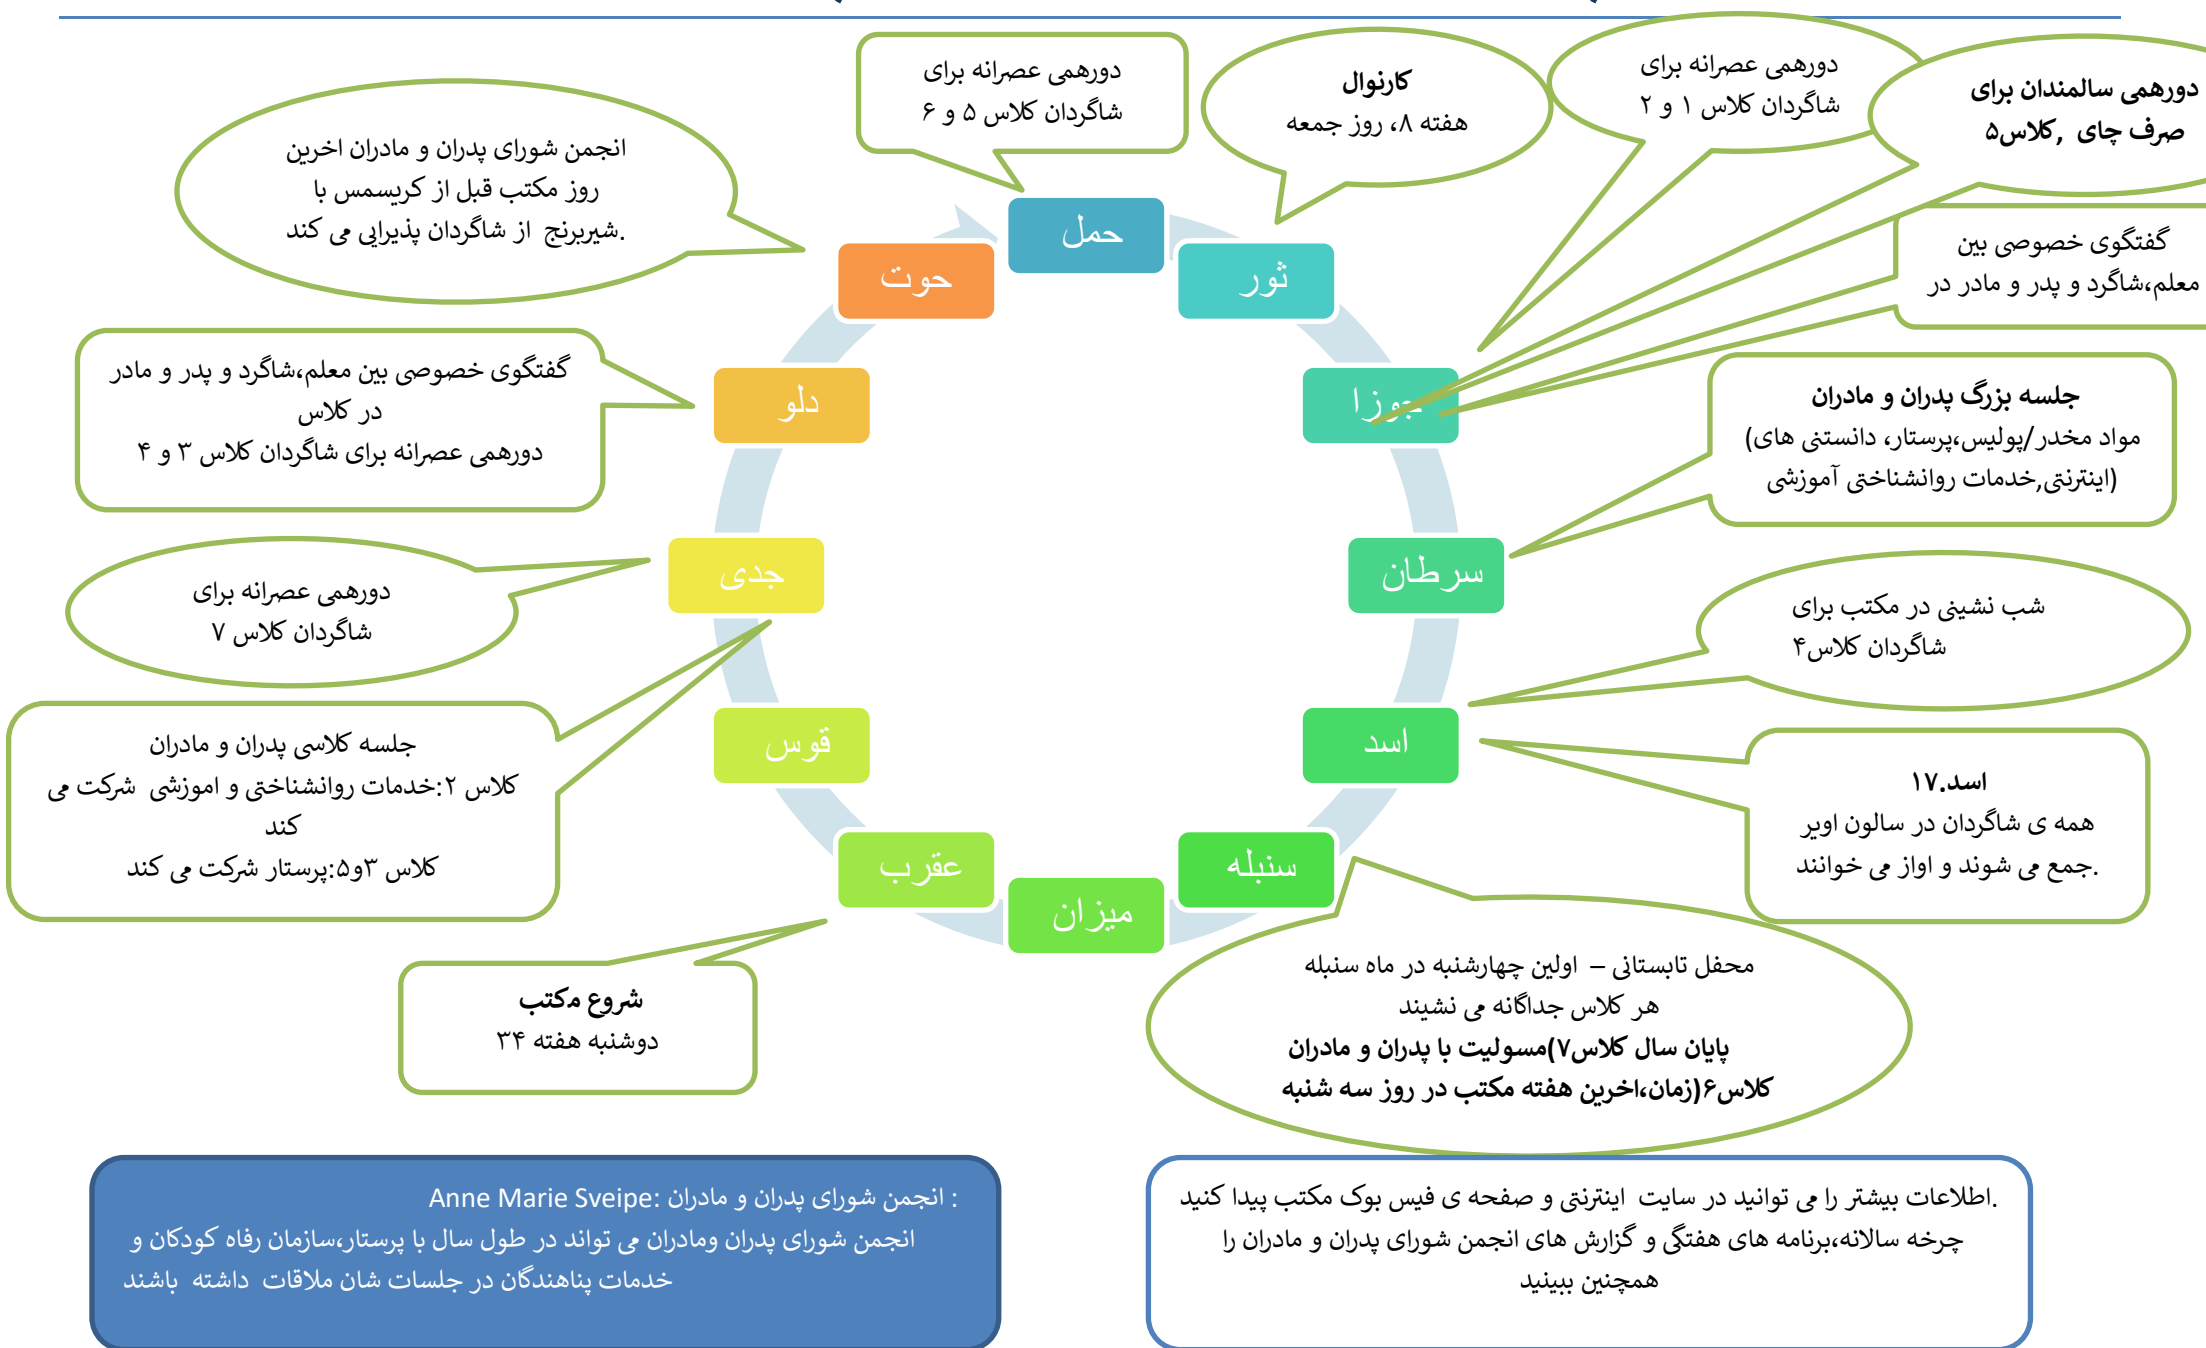 دورهمی عصرانه برای
شاگردان کلاس ۵ و ۶
کارنوال
هفته ۸، روز جمعه
دورهمی عصرانه برای
شاگردان کلاس ۱ و ۲
دورهمی سالمندان برای
صرف چای ,کلاس۵
گفتگوی خصوصی بین
معلم،شاگرد و پدر و مادر در
جلسه بزرگ پدران و مادران
(مواد مخدر/پولیس،پرستار، دانستنی های
اینترنتی,خدمات روانشناختی آموزشی)
شب نشینی در مکتب برای
شاگردان کلاس۴
۱۷.اسد
همه ی شاگردان در سالون اویر
جمع می شوند و اواز می خوانند.
محفل تابستانی – اولین چهارشنبه در ماه سنبله
هر کلاس جداگانه می نشیند
پایان سال کلاس۷)مسولیت با پدران و مادران
کلاس۶(زمان،اخرین هفته مکتب در روز سه شنبه
شروع مکتب
دوشنبه هفته ۳۴
جلسه کلاسی پدران و مادران
کلاس ۲:خدمات روانشناختی و اموزشی شرکت می
کند
کلاس ۳و۵:پرستار شرکت می کند
دورهمی عصرانه برای
شاگردان کلاس ۷
گفتگوی خصوصی بین معلم،شاگرد و پدر و مادر
در کلاس
دورهمی عصرانه برای شاگردان کلاس ۳ و ۴
انجمن شورای پدران و مادران اخرین
روز مکتب قبل از کریسمس با
شیربرنج از شاگردان پذیرایی می کند.
حمل
ثور
جوزا
سرطان
اسد
سنبله
میزان
عقرب
قوس
جدی
دلو
حوت
اطلاعات بیشتر را می توانید در سایت اینترنتی و صفحه ی فیس بوک مکتب پیدا کنید.
چرخه سالانه،برنامه های هفتگی و گزارش های انجمن شورای پدران و مادران را
همچنین ببینید
: انجمن شورای پدران و مادران :Anne Marie Sveipe
انجمن شورای پدران ومادران می تواند در طول سال با پرستار،سازمان رفاه کودکان و
خدمات پناهندگان در جلسات شان ملاقات داشته باشند